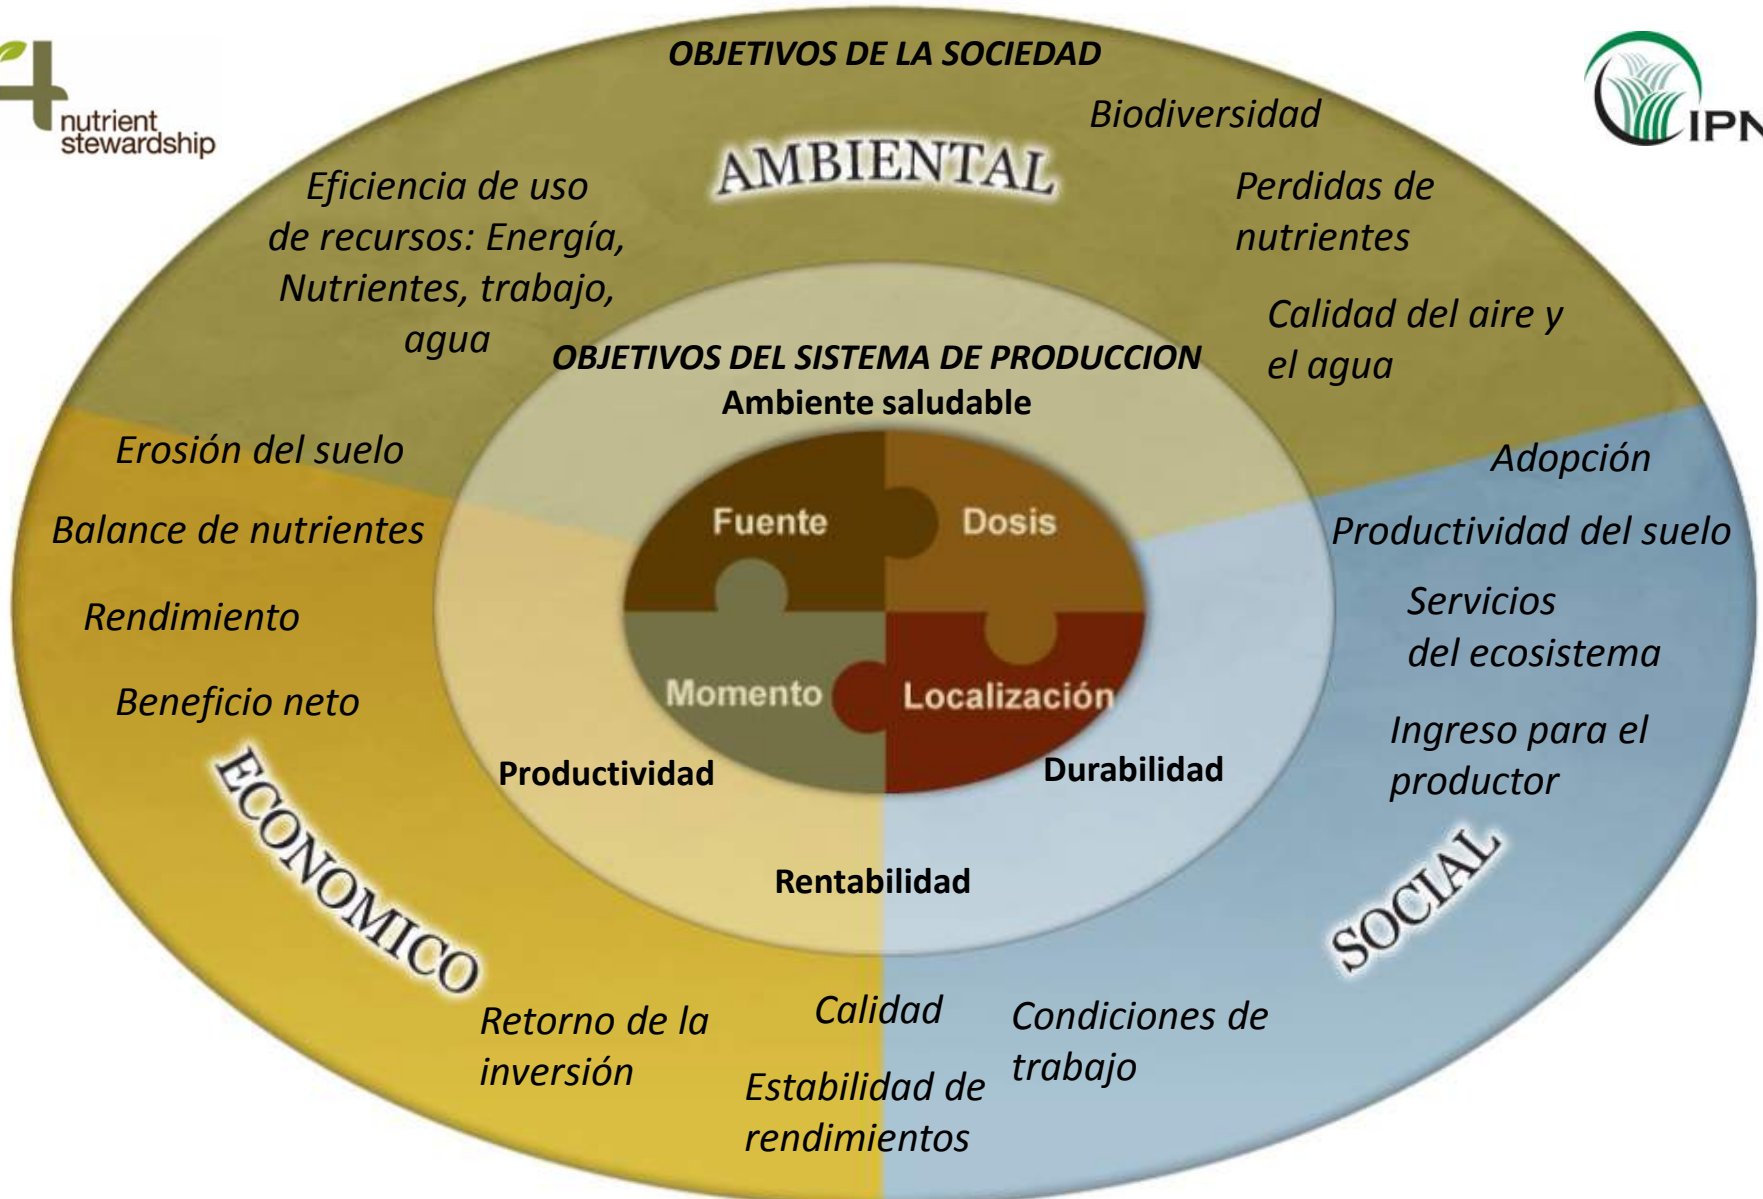 OBJETIVOS DE LA SOCIEDAD
4
nutrient
stewardship
IPN
Biodiversidad
AMBIENTAL
Eficiencia de uso
de recursos: Energía,
Nutrientes, trabajo,
agua
Perdidas de
nutrientes
Calidad del aire y
el agua
OBJETIVOS DEL SISTEMA DE PRODUCCION
Ambiente saludable
Erosión del suelo
Balance de nutrientes
Rendimiento
Beneficio neto
Fuente
Dosis
Momento
Localización
Adopción
Productividad del suelo
Servicios
del ecosistema
Ingreso para el
productor
Productividad
Durabilidad
Rentabilidad
ECONOMICO
SOCIAL
Retorno de la
inversión
Calidad
Estabilidad de
rendimientos
Condiciones de
trabajo